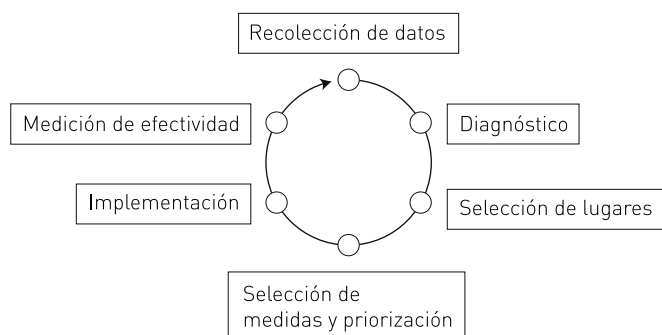 Recolección de datos
Medición de efectividad
Diagnóstico
Implementación
Selección de lugares
Selección de
medidas y priorización